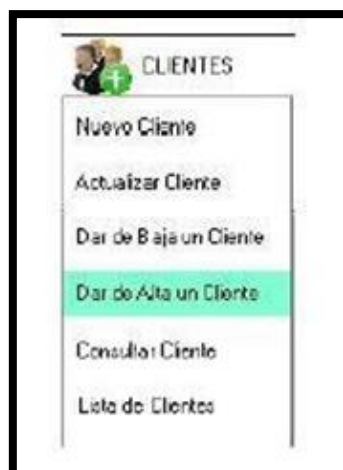 CLIENTES
Nuevo Cliente
Actualizar Cliente
Dar de Baja un Cliente
Dar de Alta un Cliente
Consultar Cliente
Lista de Clientes